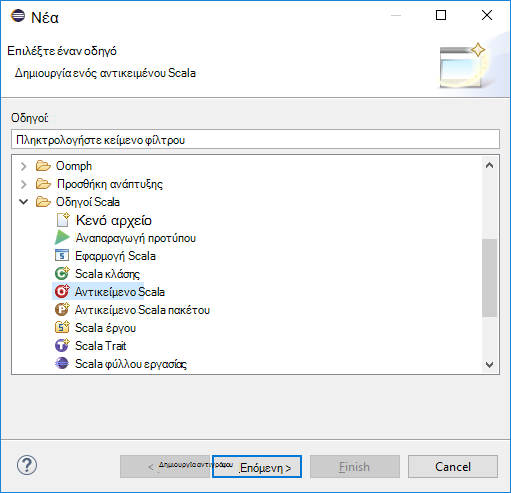 Νέα
Επιλέξτε έναν οδηγό
Δημιουργία ενός αντικειμένου Scala
Οδηγοί:
Πληκτρολογήστε κείμενο φίλτρου
Oomph
Προσθήκη ανάπτυξης
Οδηγοί Scala
Κενό αρχείο
Αναπαραγωγή προτύπου
Εφαρμογή Scala
Scala κλάσης
Αντικείμενο Scala
Αντικείμενο Scala πακέτου
Scala έργου
Scala Trait
Scala φύλλου εργασίας
< Δημιουργία αντιγράφου Επόμενη > Finish Cancel